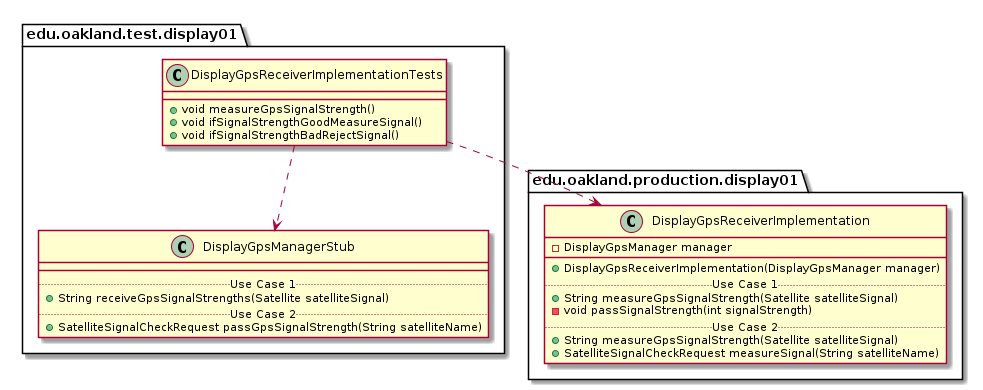 edu.oakland.test.display01
C DisplayGpsReceiverImplementationTests
void measureGpsSignalStrength()
void ifSignalStrengthGoodMeasureSignal()
void ifSignalStrengthBadRejectSignal()
C DisplayGpsManagerStub
Use Case 1
String receiveGpsSignalStrengths(Satellite satelliteSignal)
Use Case 2
SatelliteSignalCheckRequest passGpsSignalStrength(String satelliteName)
edu.oakland.production.display01
C DisplayGpsReceiverImplementation
DisplayGpsManager manager
DisplayGpsReceiverImplementation(DisplayGpsManager manager)
Use Case 1
String measureGpsSignalStrength(Satellite satelliteSignal)
void passSignalStrength(int signalStrength)
Use Case 2
String measureGpsSignalStrength(Satellite satelliteSignal)
SatelliteSignalCheckRequest measureSignal(String satelliteName)